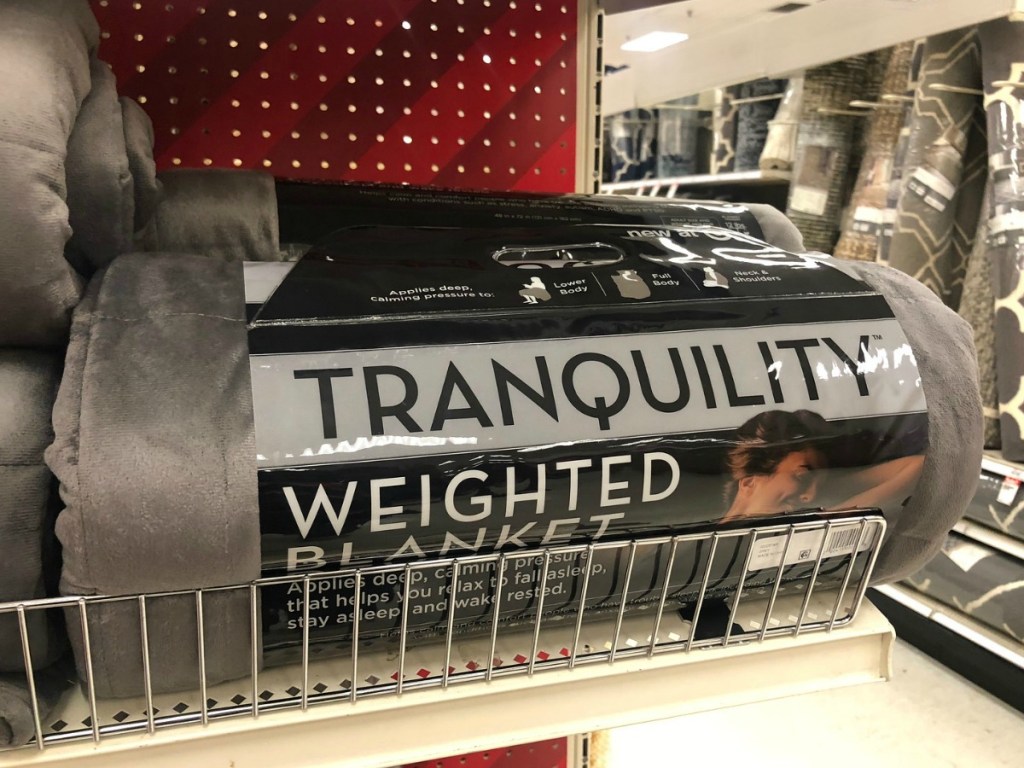 new at
Applies deep,
calming pressure to:
Lower
Body
Full
Body
Neck &
Shoulders
TRANQUILITY™
WEIGHTED
BLANKET
Applies deep, calming pressure
that helps you relax to fall asleep,
stay asleep and wake rested.